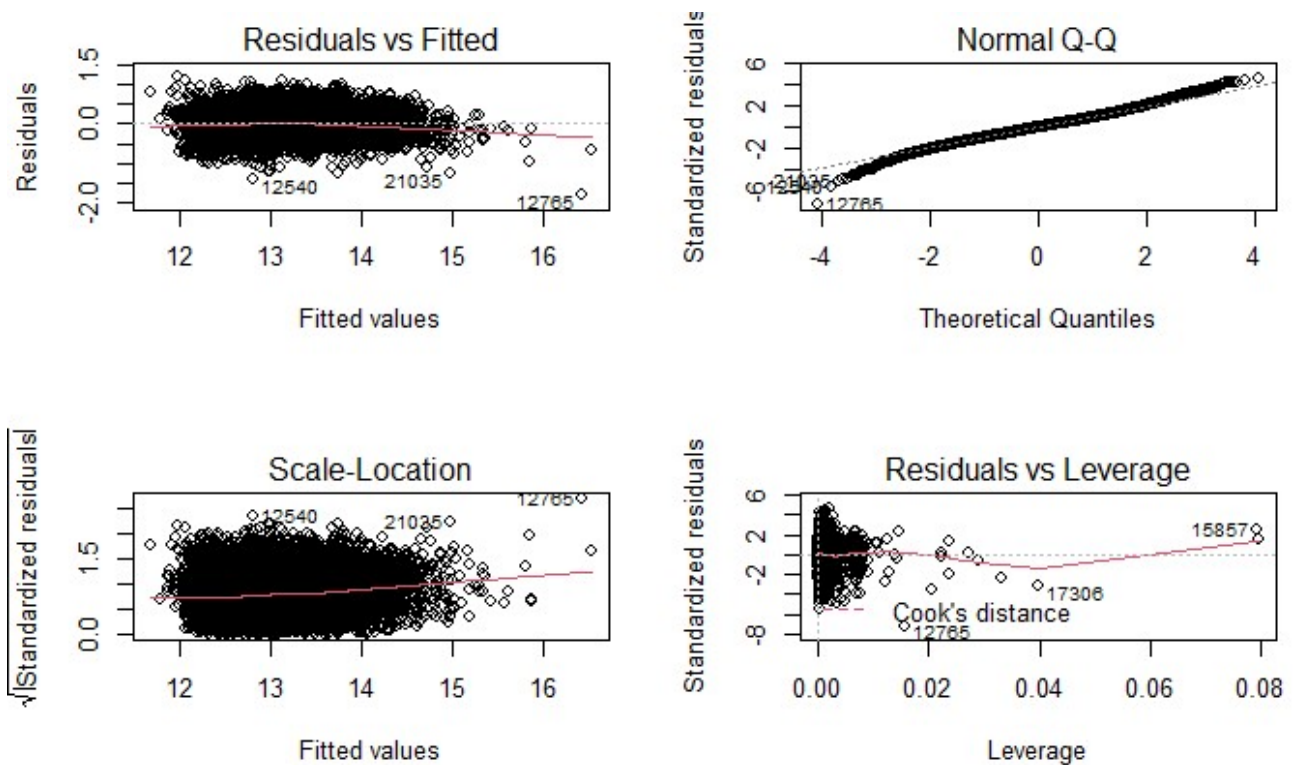 Residuals vs Fitted
Residuals
-2.0 0.0 1.5
12540
21035
12765
12 13 14 15 16
Fitted values
Normal Q-Q
Standardized residuals
-6 -2 2 6
21035
12540
12765
-4 -2 0 2 4
Theoretical Quantiles
Scale-Location
√|Standardized residuals|
0.0 1.5
12540
21035
12765
12 13 14 15 16
Fitted values
Residuals vs Leverage
Standardized residuals
-8 -2 2 6
15857
17306
Cook's distance
12765
0.00 0.02 0.04 0.06 0.08
Leverage